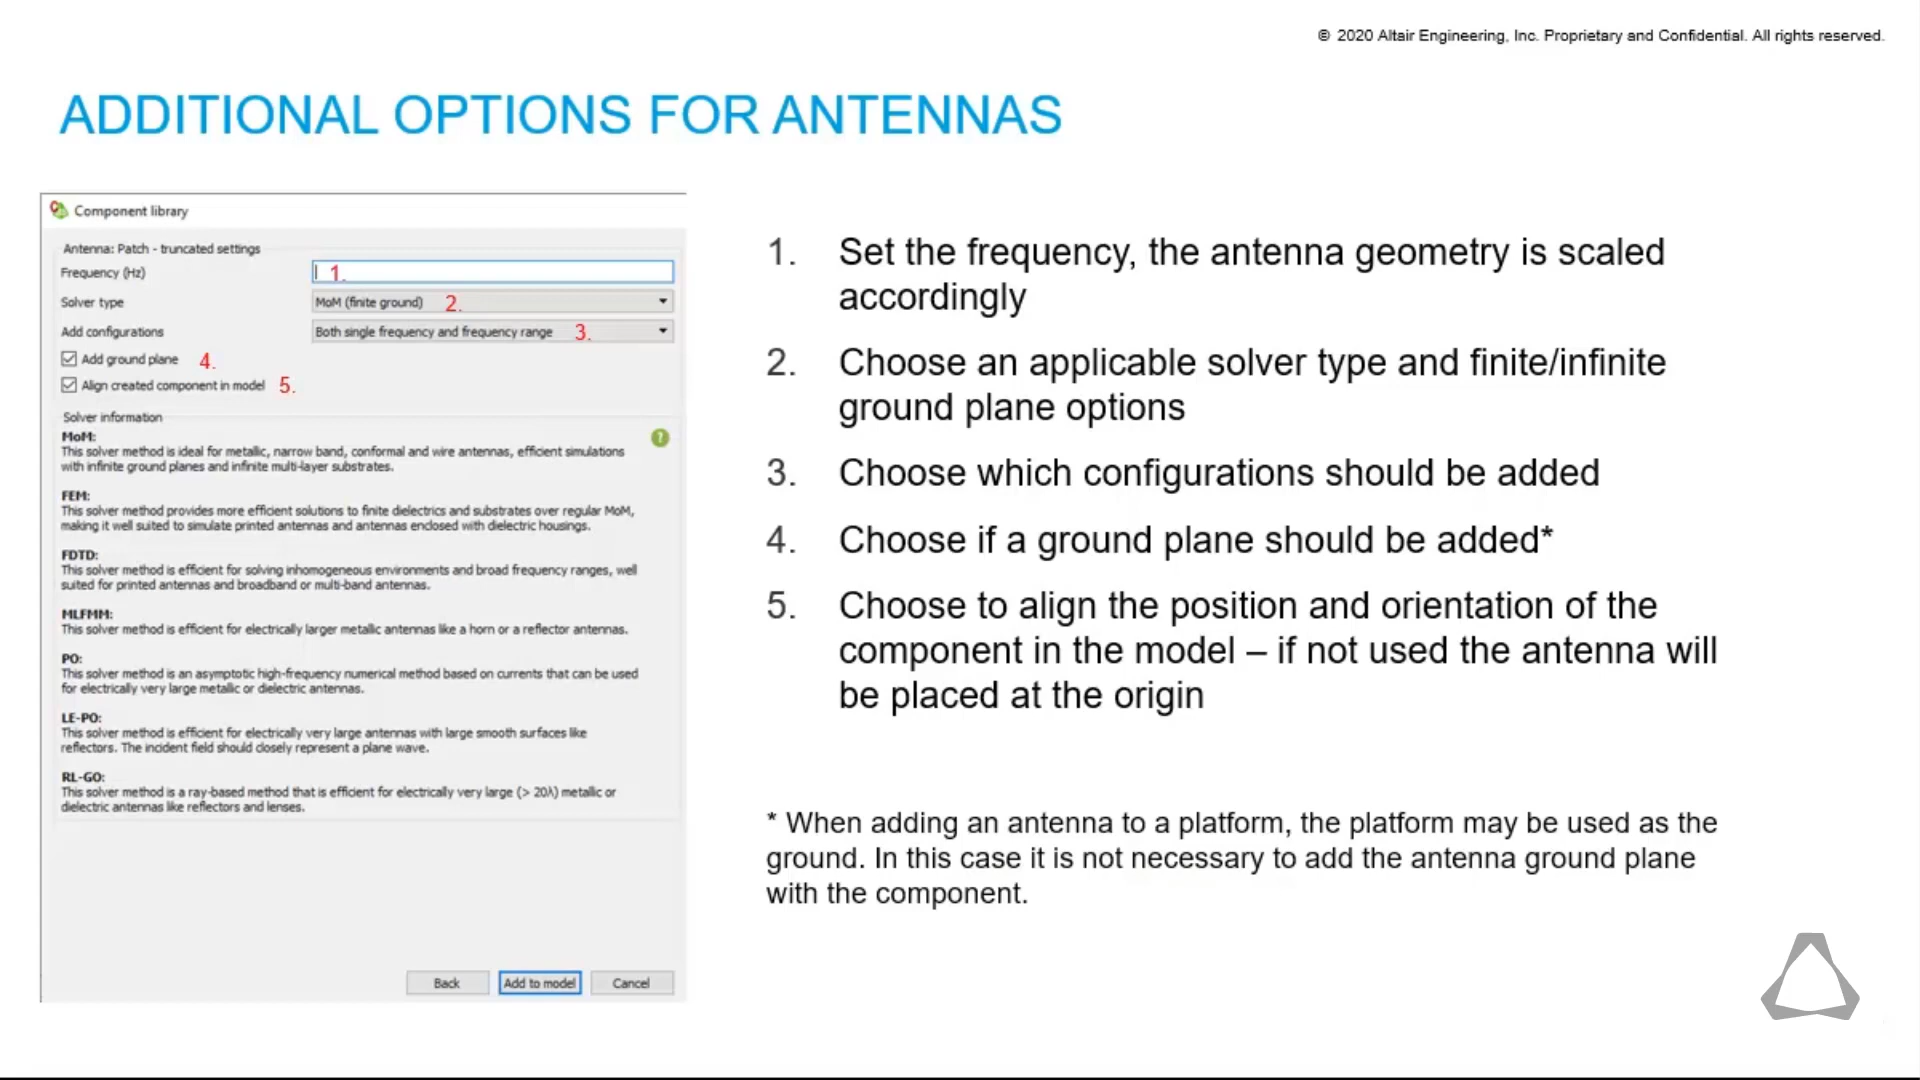 © 2020 Altair Engineering, Inc. Proprietary and Confidential. All rights reserved.
ADDITIONAL OPTIONS FOR ANTENNAS
Component library
Antenna: Patch - truncated settings
Frequency (Hz) 1.
Solver type MoM (finite ground) 2.
Add configurations Both single frequency and frequency range 3.
Add ground plane 4.
Align created component in model 5.
Solver information
MoM:
This solver method is ideal for metallic, narrow band, conformal and wire antennas, efficient simulations
with infinite ground planes and infinite multi-layer substrates.
FEM:
This solver method provides more efficient solutions to finite dielectrics and substrates over regular MoM,
making it well suited to simulate printed antennas and antennas enclosed with dielectric housings.
FDTD:
This solver method is efficient for solving inhomogeneous environments and broad frequency ranges, well
suited for printed antennas and broadband or multi-band antennas.
MLFMM:
This solver method is efficient for electrically larger metallic antennas like a horn or a reflector antennas.
PO:
This solver method is an asymptotic high-frequency numerical method based on currents that can be used
for electrically very large metallic or dielectric antennas.
LE-PO:
This solver method is efficient for electrically very large antennas with large smooth surfaces like
reflectors. The incident field should closely represent a plane wave.
RL-GO:
This solver method is a ray-based method that is efficient for electrically very large (> 20λ) metallic or
dielectric antennas like reflectors and lenses.
Back Add to model Cancel
1. Set the frequency, the antenna geometry is scaled
accordingly
2. Choose an applicable solver type and finite/infinite
ground plane options
3. Choose which configurations should be added
4. Choose if a ground plane should be added*
5. Choose to align the position and orientation of the
component in the model – if not used the antenna will
be placed at the origin
* When adding an antenna to a platform, the platform may be used as the
ground. In this case it is not necessary to add the antenna ground plane
with the component.